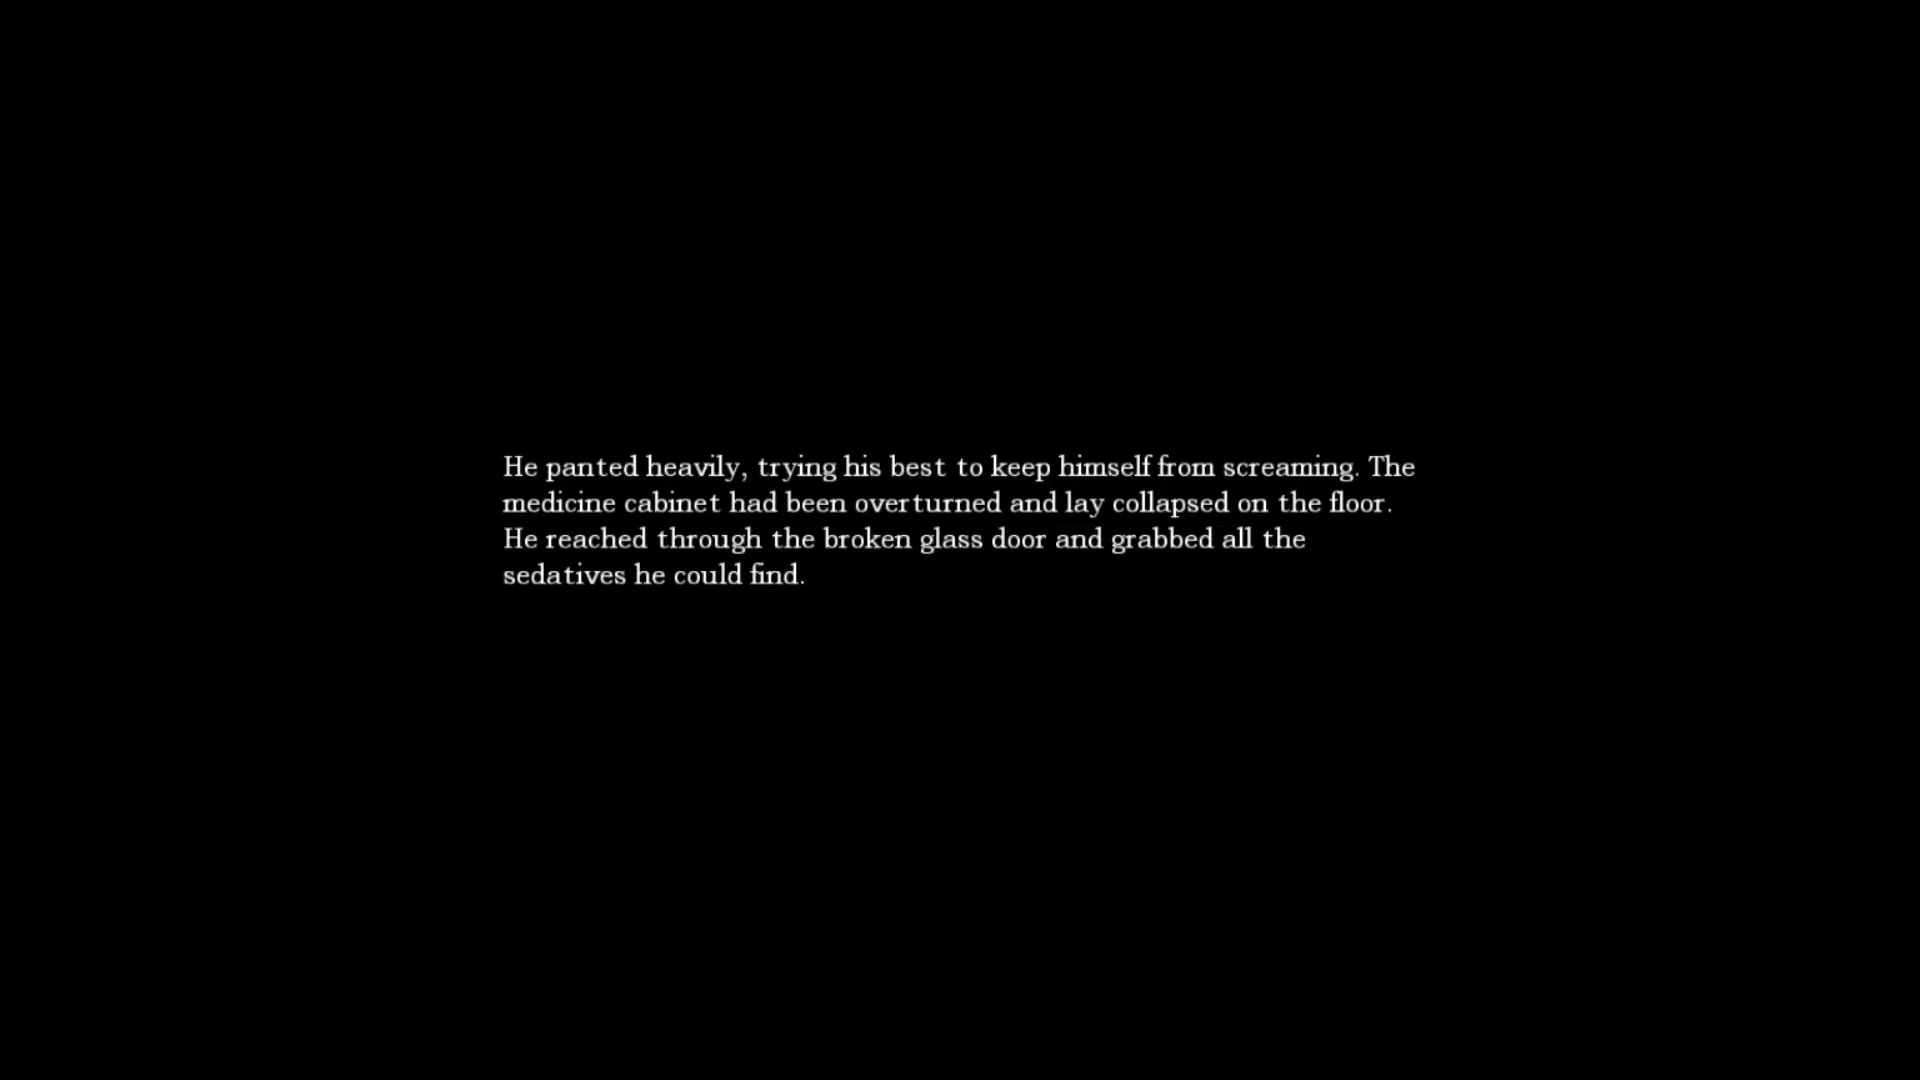 He panted heavily, trying his best to keep himself from screaming. The
medicine cabinet had been overturned and lay collapsed on the floor.
He reached through the broken glass door and grabbed all the
sedatives he could find.